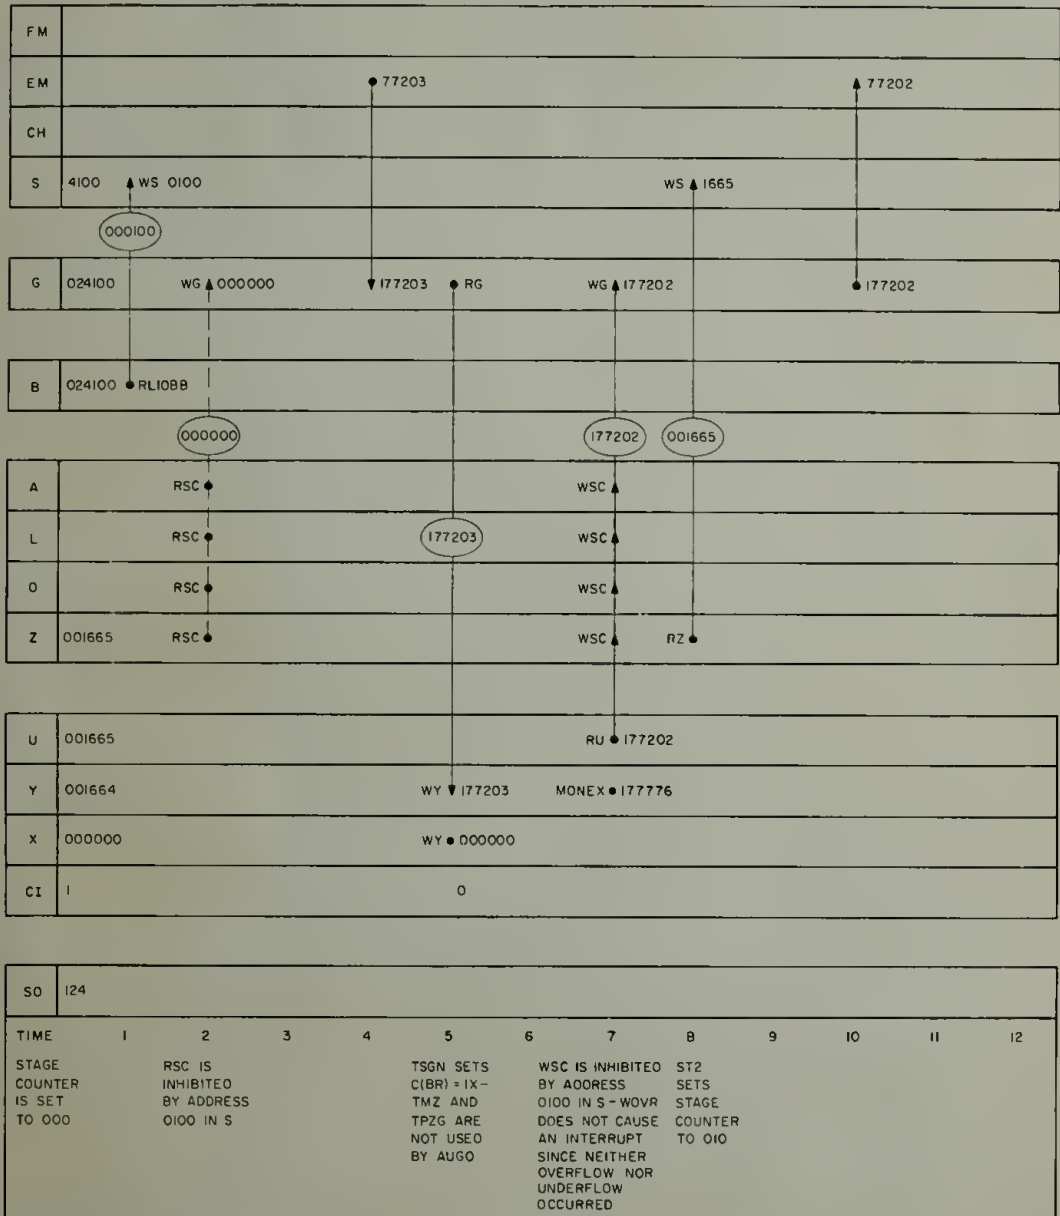 FM
EM ● 77203 ▲ 77202
CH
S 4100 ▲ WS 0100 WS ▲ 1665
000100
G 024100 WG ▲ 000000 ▼ 177203 ● RG WG ▲ 177202 ● 177202
B 024100 ● RL10BB
000000 177202 001665
A RSC ● WSC ▲
L RSC ● 177203 WSC ▲
O RSC ● WSC ▲
Z 001665 RSC ● WSC ▲ RZ ●
U 001665 RU ● 177202
Y 001664 WY ▼ 177203 MONEX ● 177776
X 000000 WY ● 000000
CI 1 0
SO 124
TIME 1 2 3 4 5 6 7 8 9 10 11 12
STAGE
COUNTER
IS SET
TO 000
RSC IS
INHIBITED
BY ADDRESS
0100 IN S
TSGN SETS
C(BR) = 1X-
TMZ AND
TPZG ARE
NOT USED
BY AUG0
WSC IS INHIBITED
BY ADDRESS
0100 IN S - WOVR
DOES NOT CAUSE
AN INTERRUPT
SINCE NEITHER
OVERFLOW NOR
UNDERFLOW
OCCURRED
ST2
SETS
STAGE
COUNTER
TO 010